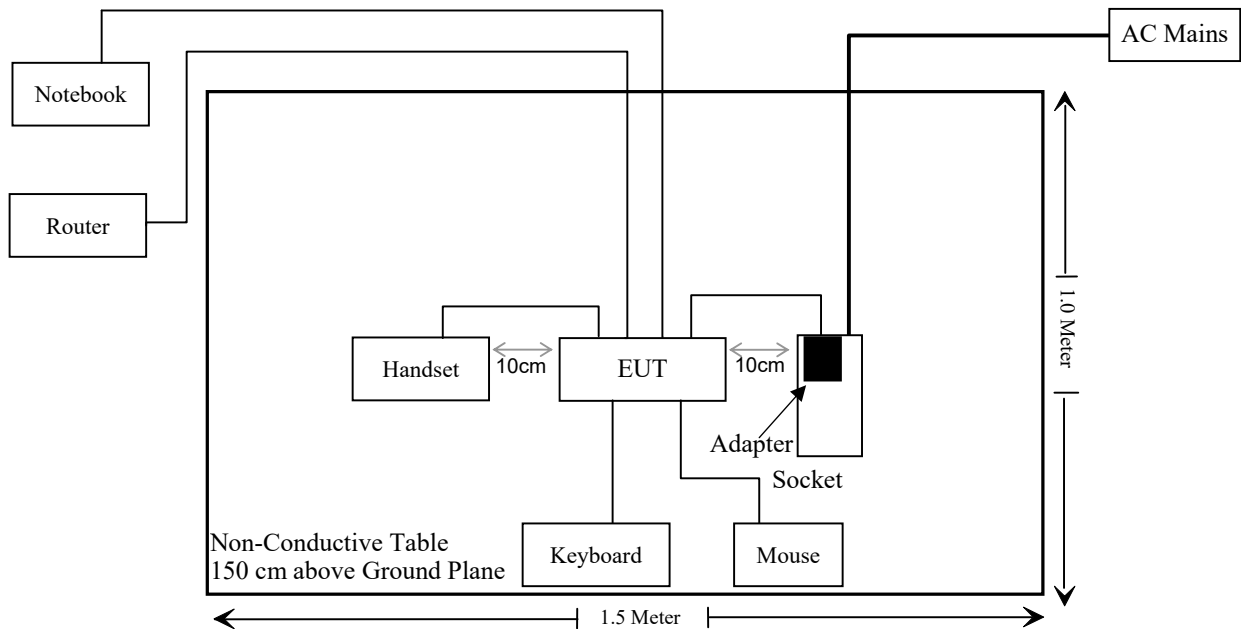 AC Mains
Notebook
Router
1.0 Meter
Handset
10cm
EUT
10cm
Adapter
Socket
Non-Conductive Table
150 cm above Ground Plane
Keyboard
Mouse
1.5 Meter